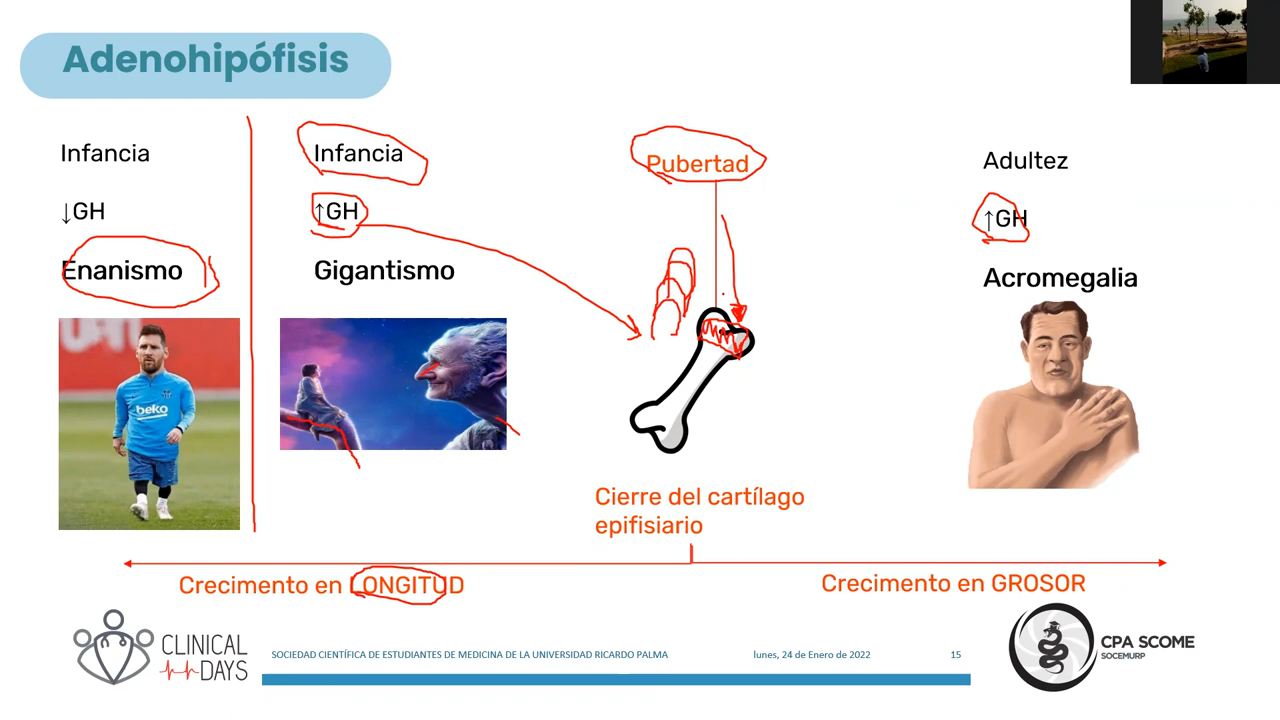 Adenohipófisis
Infancia
↓GH
Enanismo
Infancia
↑GH
Gigantismo
Pubertad
Adultez
↑GH
Acromegalia
beko
Cierre del cartílago
epifisiario
Crecimento en LONGITUD
Crecimento en GROSOR
CLINICAL
DAYS
SOCIEDAD CIENTÍFICA DE ESTUDIANTES DE MEDICINA DE LA UNIVERSIDAD RICARDO PALMA
lunes, 24 de Enero de 2022
15
CPA SCOME
SOCEMURP